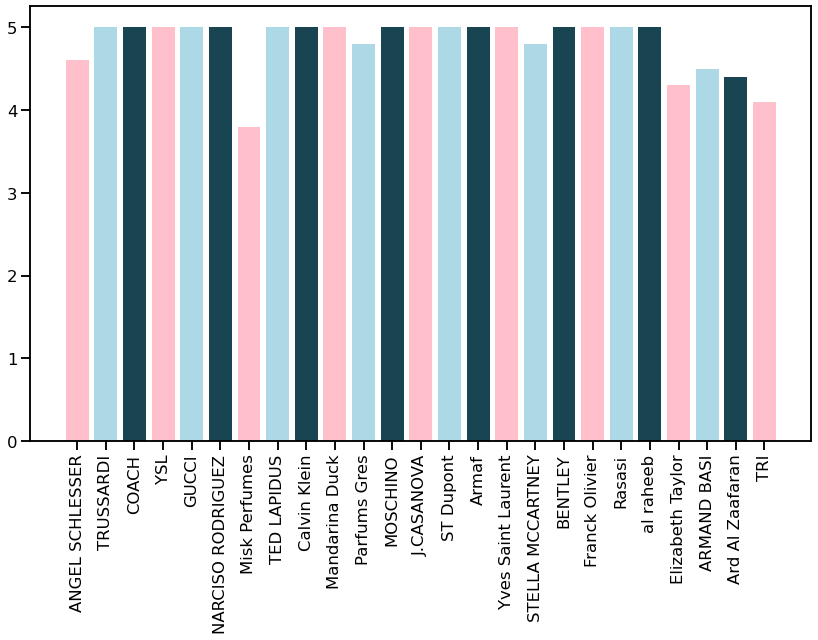 5
4
3
2
1
0
ANGEL SCHLESSER
TRUSSARDI
COACH
YSL
GUCCI
NARCISO RODRIGUEZ
Misk Perfumes
TED LAPIDUS
Calvin Klein
Mandarina Duck
Parfums Gres
MOSCHINO
J.CASANOVA
ST Dupont
Armaf
Yves Saint Laurent
STELLA MCCARTNEY
BENTLEY
Franck Olivier
Rasasi
al raheeb
Elizabeth Taylor
ARMAND BASI
Ard Al Zaafaran
TRI